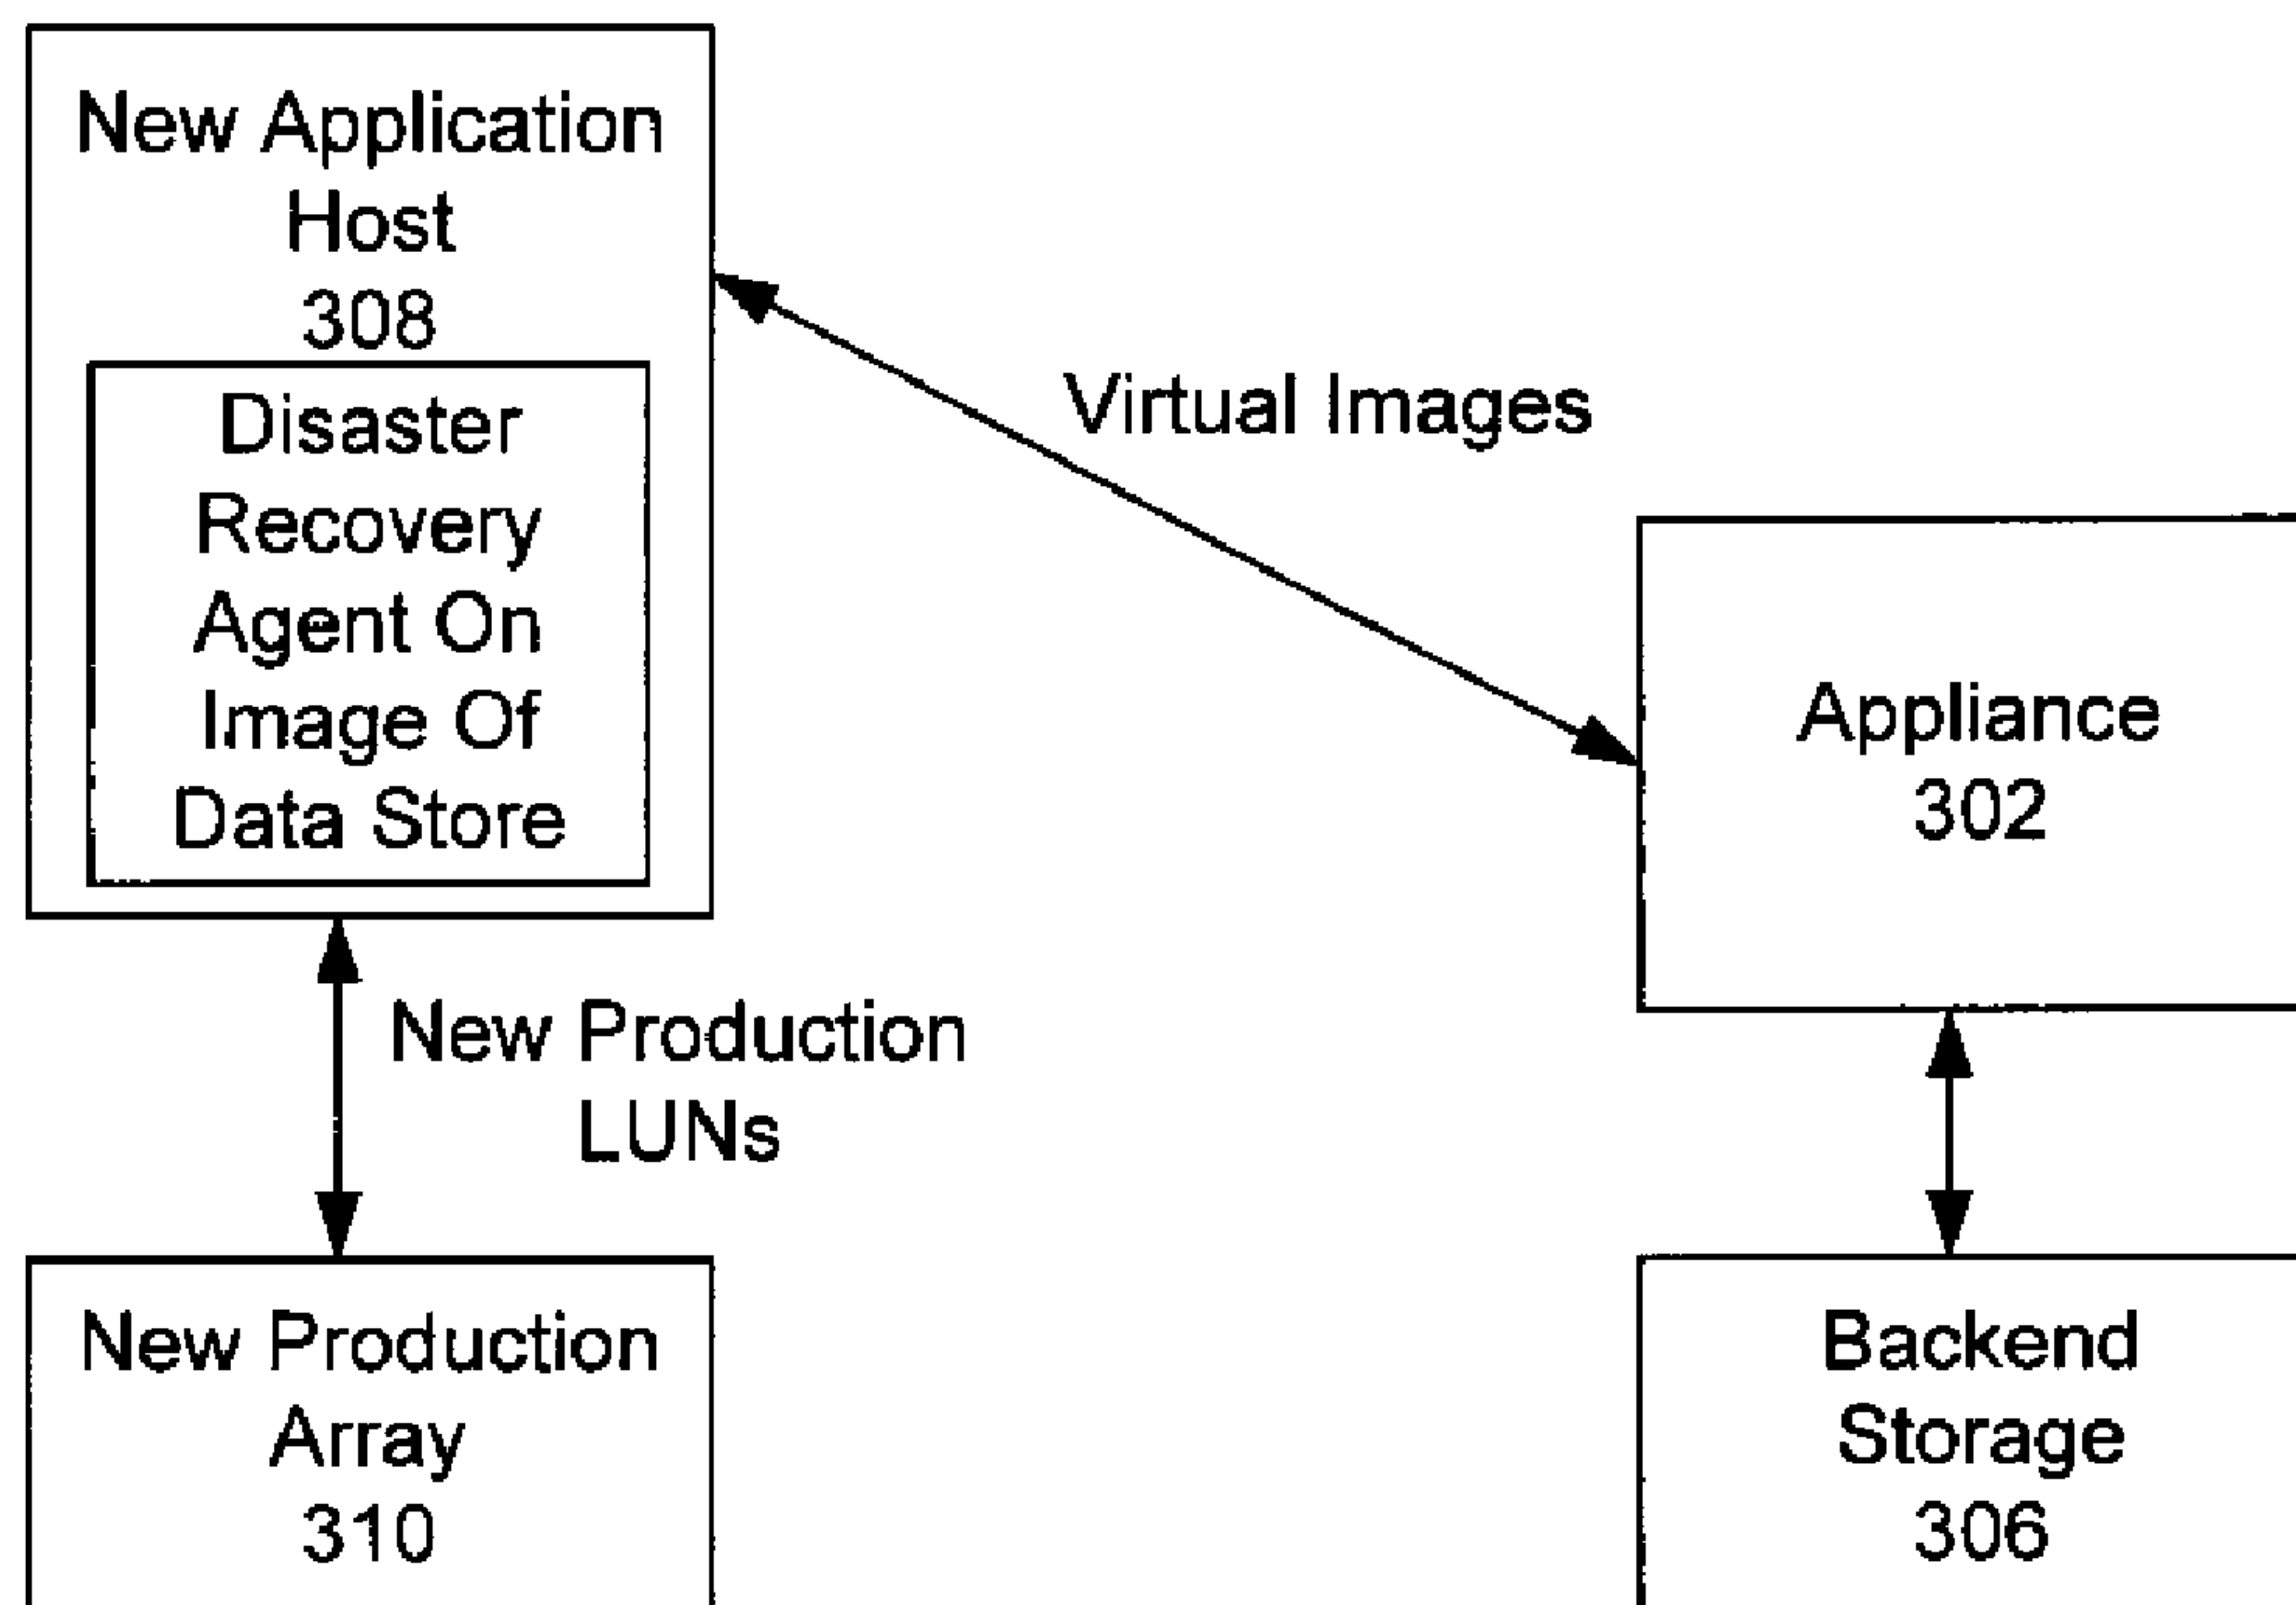 New Application
Host
308
Disaster
Recovery
Agent On
Image Of
Data Store
Virtual Images
Appliance
302
New Production
LUNs
New Production
Array
310
Backend
Storage
306